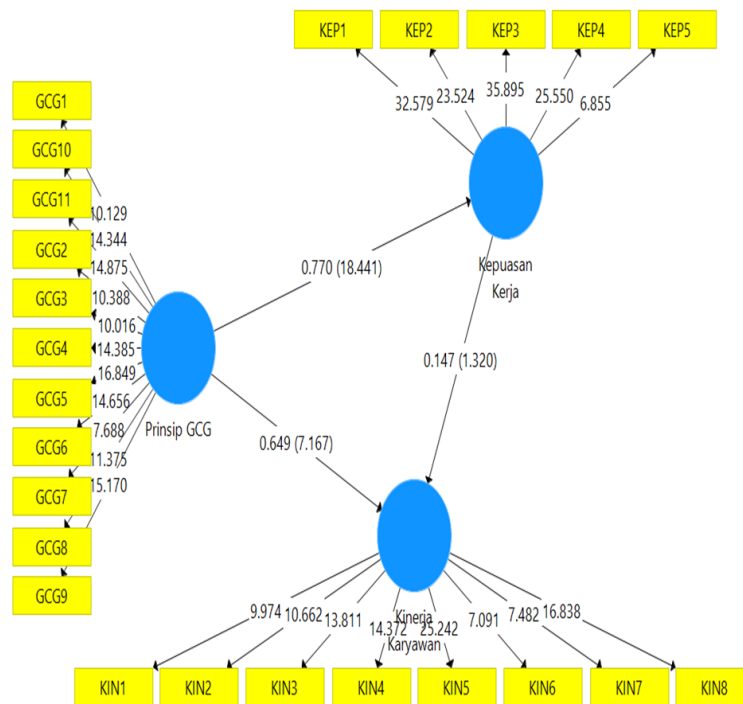 KEP1 KEP2 KEP3 KEP4 KEP5
32.579 23.524 35.895 25.550 6.855
GCG1
GCG10
GCG11
GCG2
GCG3
GCG4
GCG5
GCG6
GCG7
GCG8
GCG9
10.129
14.344
14.875
10.388
10.016
14.385
16.849
14.656
7.688
11.375
15.170
Prinsip GCG
0.770 (18.441)
Kepuasan
Kerja
0.147 (1.320)
0.649 (7.167)
Kinerja
Karyawan
9.974 10.662 13.811 14.372 25.242 7.091 7.482 16.838
KIN1 KIN2 KIN3 KIN4 KIN5 KIN6 KIN7 KIN8